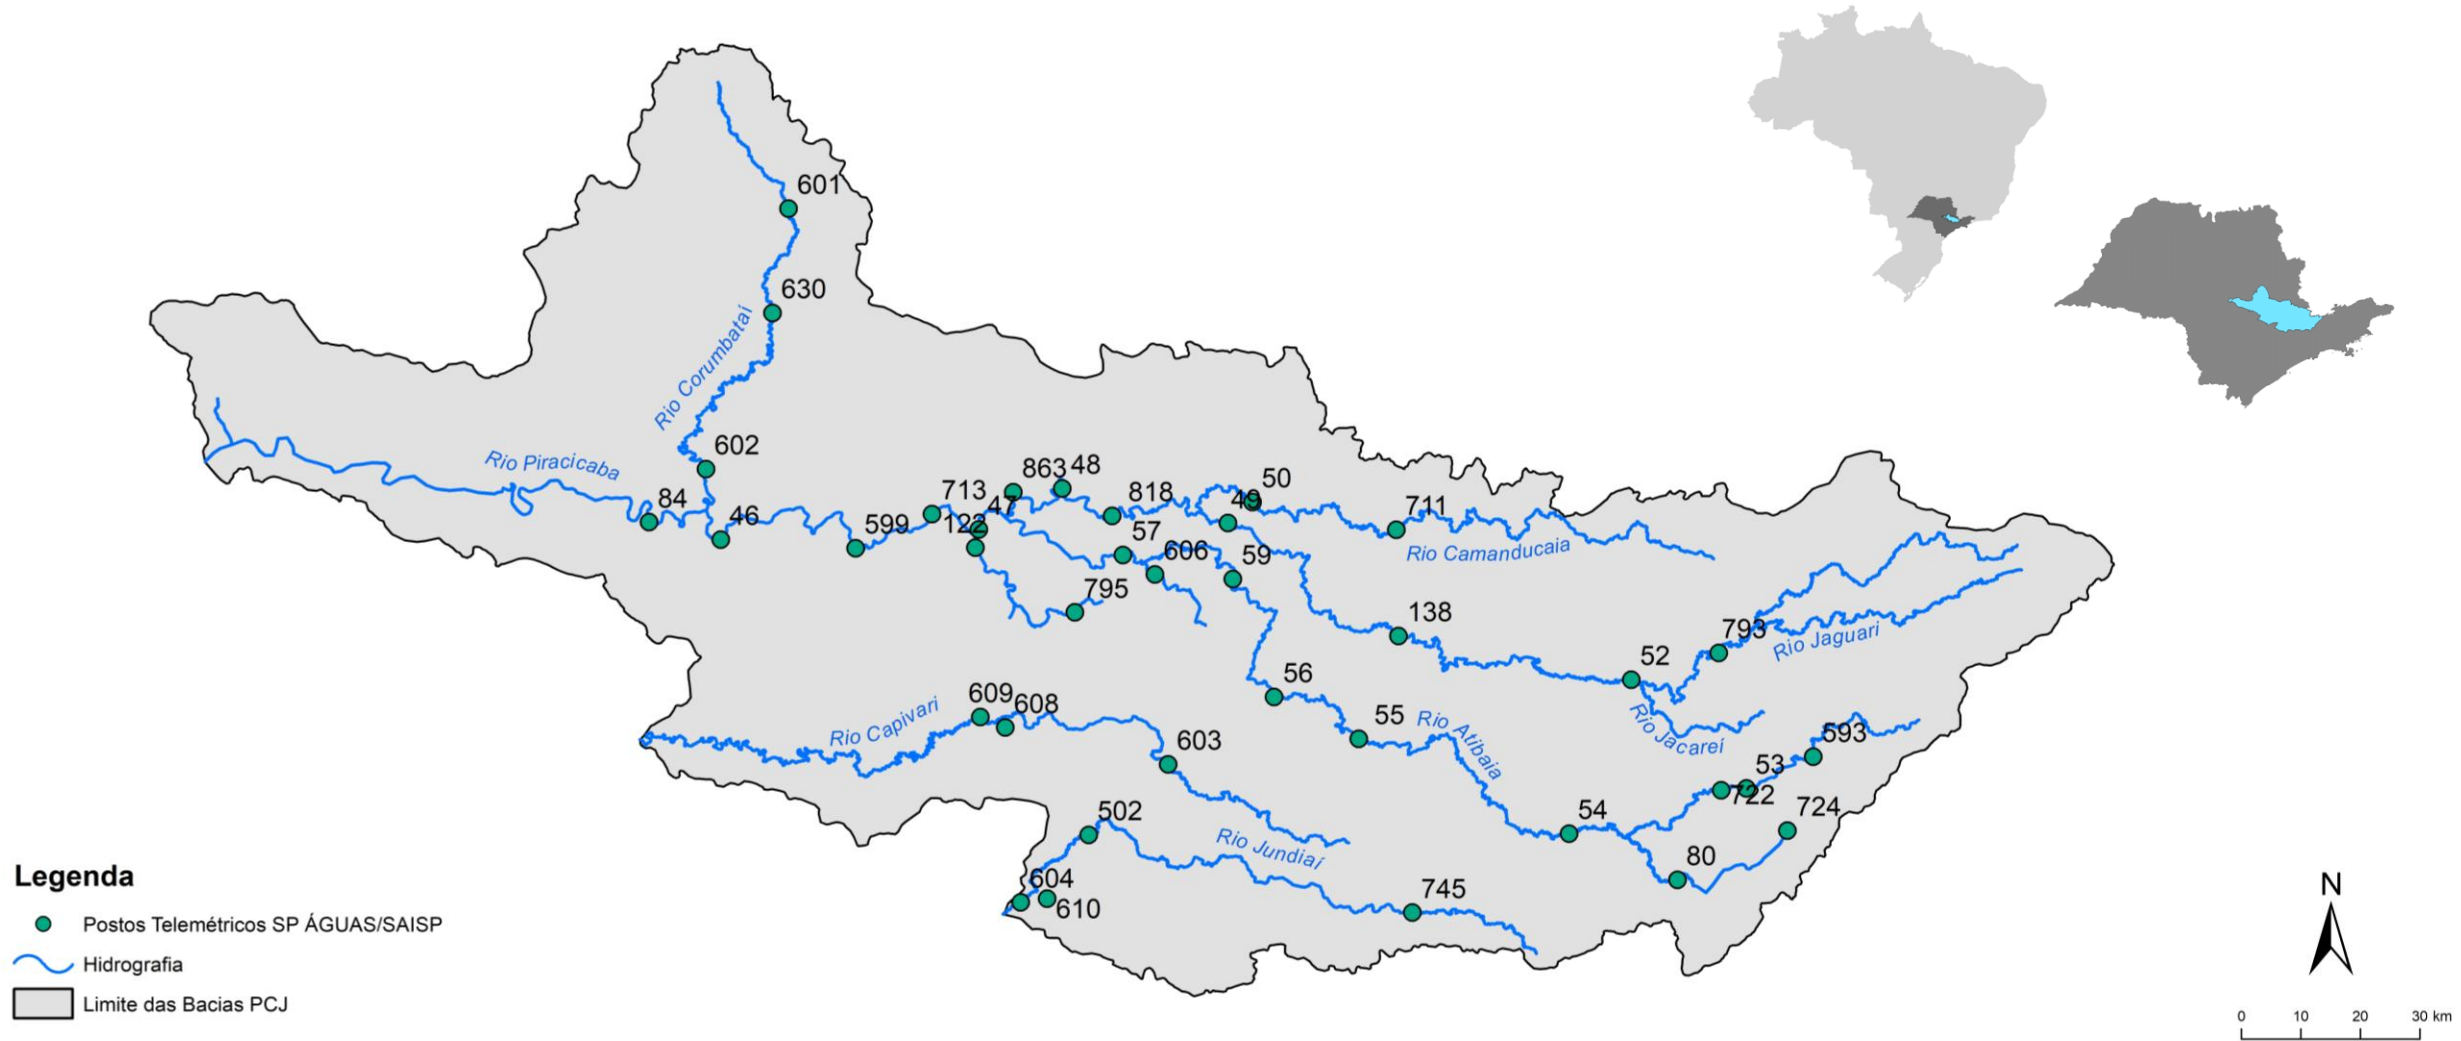 601
630
Rio Corumbataí
602
Rio Piracicaba
84
46
599
713
122
47
863
48
818
57
606
49
50
59
711
Rio Camanducaia
795
138
793
Rio Jaguari
52
Rio Jacareí
56
55
Rio Atibaia
609
608
Rio Capivari
603
593
53
722
724
54
80
502
Rio Jundiaí
604
610
745
Legenda
Postos Telemétricos SP ÁGUAS/SAISP
Hidrografia
Limite das Bacias PCJ
N
0 10 20 30 km